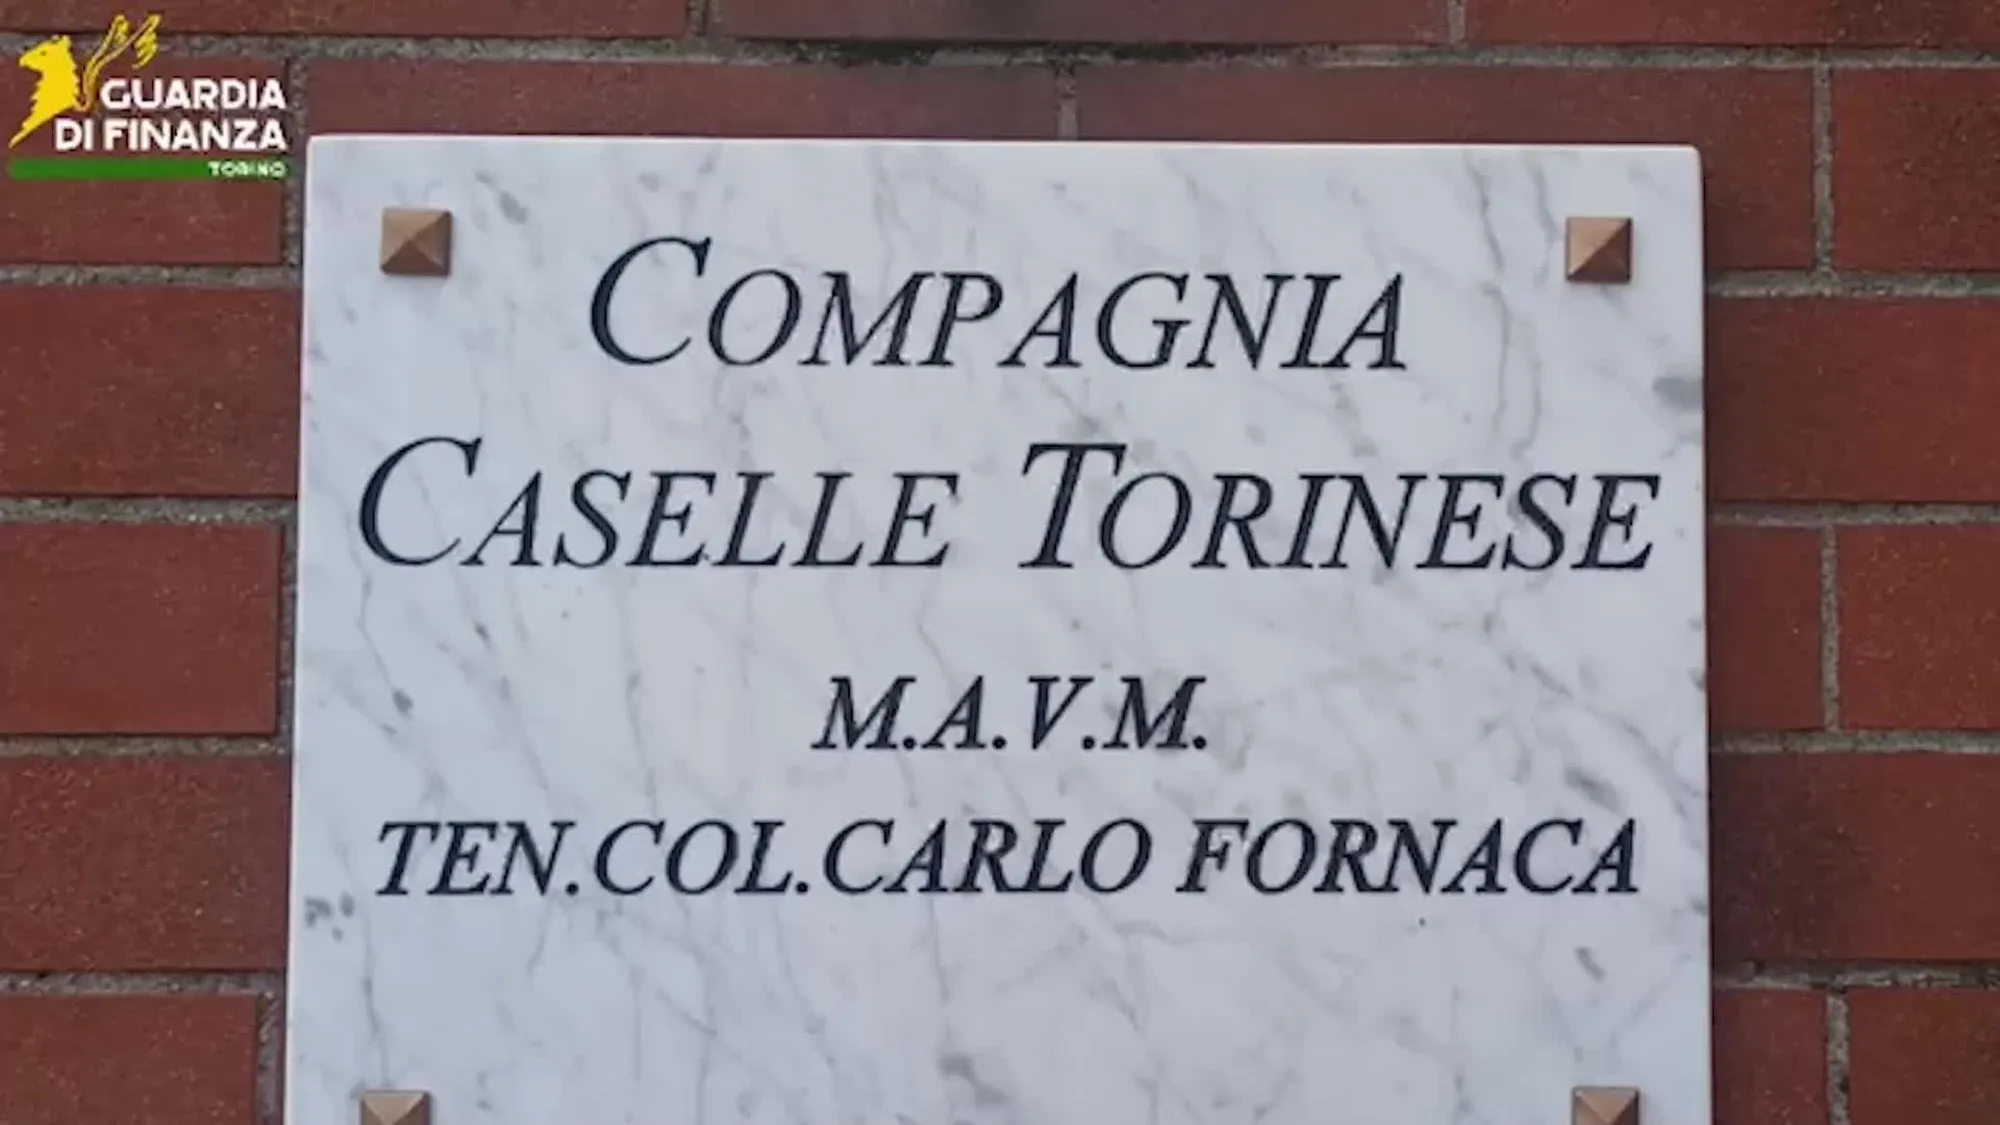 GUARDIA
DI FINANZA
TORINO
COMPAGNIA
CASELLE TORINESE
M.A.V.M.
TEN.COL.CARLO FORNACA